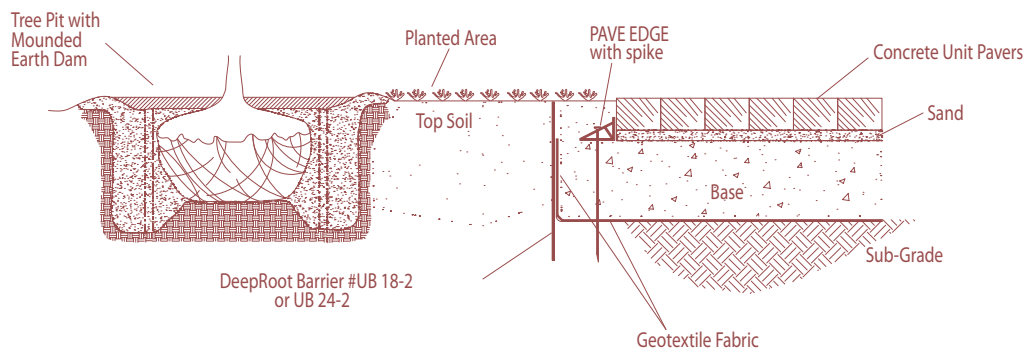 Tree Pit with
Mounded
Earth Dam
Planted Area
PAVE EDGE
with spike
Concrete Unit Pavers
Sand
Top Soil
Base
Sub-Grade
DeepRoot Barrier #UB 18-2
or UB 24-2
Geotextile Fabric